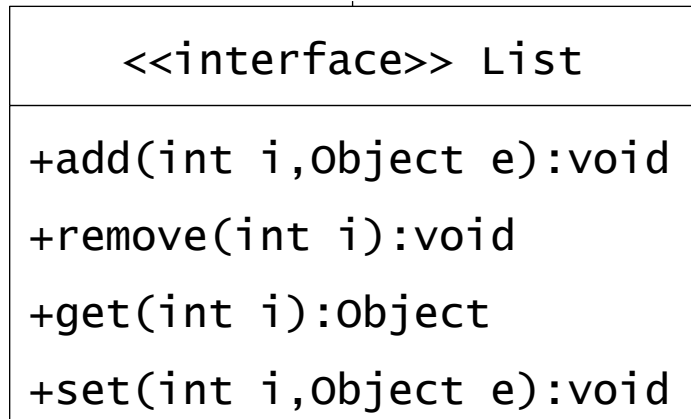 <<interface>> List
+add(int i,Object e):void
+remove(int i):void
+get(int i):Object
+set(int i,Object e):void